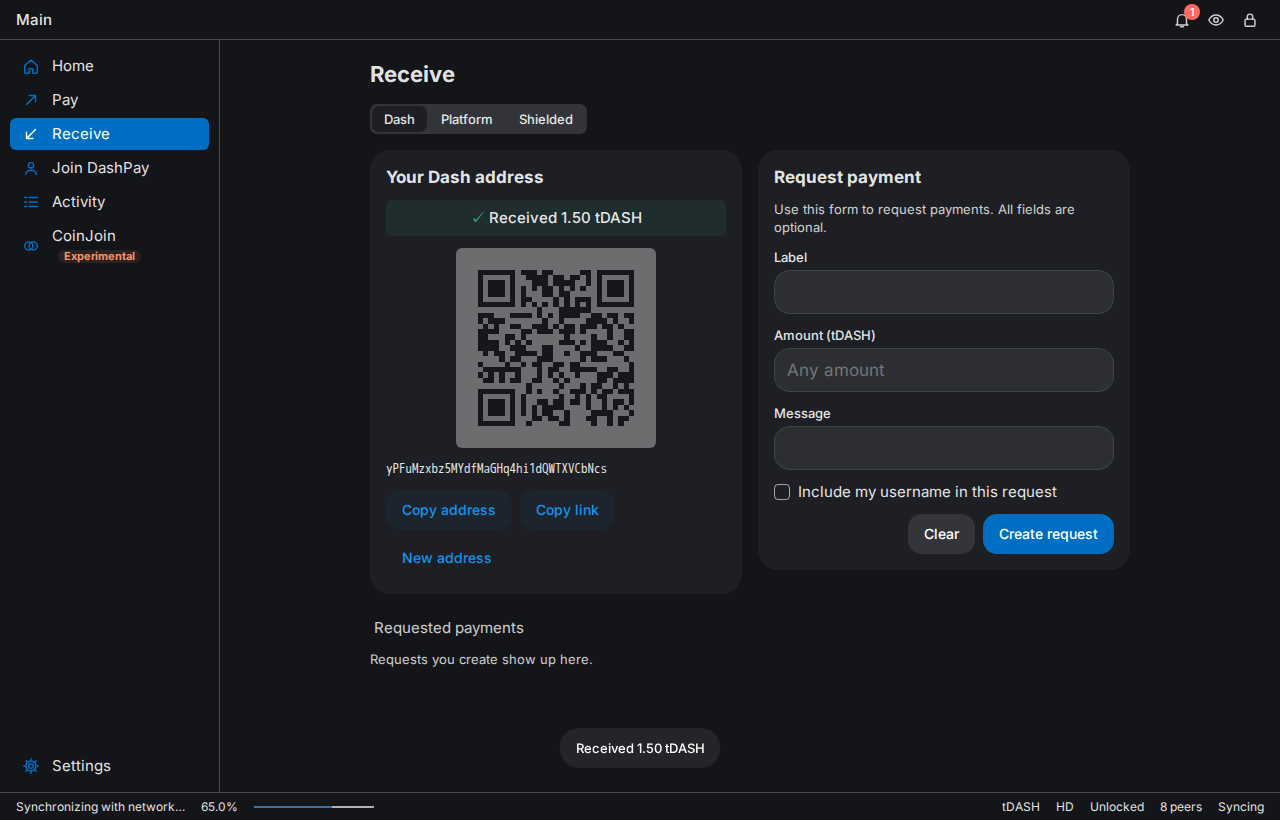 Main
1
Home
Pay
Receive
Join DashPay
Activity
CoinJoin
Experimental
Settings
Receive
Dash Platform Shielded
Your Dash address
✓ Received 1.50 tDASH
yPFuMzxbz5MYdfMaGHq4hi1dQWTXVCbNcs
Copy address Copy link
New address
Request payment
Use this form to request payments. All fields are
optional.
Label
Amount (tDASH)
Any amount
Message
Include my username in this request
Clear Create request
Requested payments
Requests you create show up here.
Received 1.50 tDASH
Synchronizing with network... 65.0% tDASH HD Unlocked 8 peers Syncing